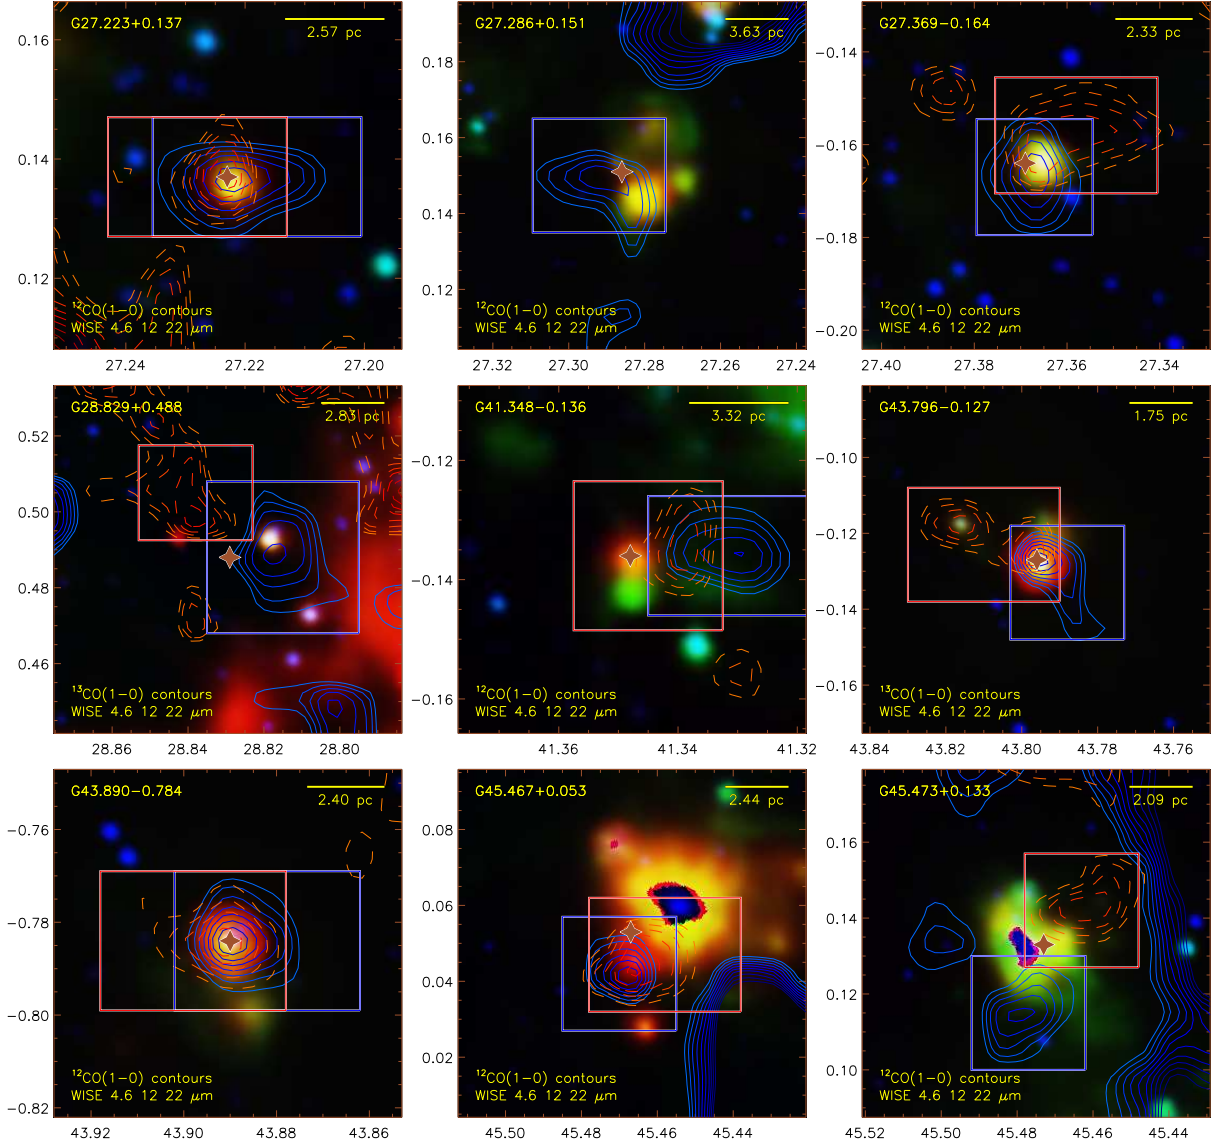 G27.223+0.137
2.57 pc
0.16
0.14
0.12
¹²CO(1−0) contours
WISE 4.6 12 22 μm
27.24 27.22 27.20
G27.286+0.151
3.63 pc
0.18
0.16
0.14
0.12
¹²CO(1−0) contours
WISE 4.6 12 22 μm
27.32 27.30 27.28 27.26 27.24
G27.369−0.164
2.33 pc
−0.14
−0.16
−0.18
−0.20
¹²CO(1−0) contours
WISE 4.6 12 22 μm
27.40 27.38 27.36 27.34
G28.829+0.488
2.83 pc
0.52
0.50
0.48
0.46
¹³CO(1−0) contours
WISE 4.6 12 22 μm
28.86 28.84 28.82 28.80
G41.348−0.136
3.32 pc
−0.12
−0.14
−0.16
¹²CO(1−0) contours
WISE 4.6 12 22 μm
41.36 41.34 41.32
G43.796−0.127
1.75 pc
−0.10
−0.12
−0.14
−0.16
¹³CO(1−0) contours
WISE 4.6 12 22 μm
43.84 43.82 43.80 43.78 43.76
G43.890−0.784
2.40 pc
−0.76
−0.78
−0.80
−0.82
¹²CO(1−0) contours
WISE 4.6 12 22 μm
43.92 43.90 43.88 43.86
G45.467+0.053
2.44 pc
0.08
0.06
0.04
0.02
¹²CO(1−0) contours
WISE 4.6 12 22 μm
45.50 45.48 45.46 45.44
G45.473+0.133
2.09 pc
0.16
0.14
0.12
0.10
¹²CO(1−0) contours
WISE 4.6 12 22 μm
45.52 45.50 45.48 45.46 45.44